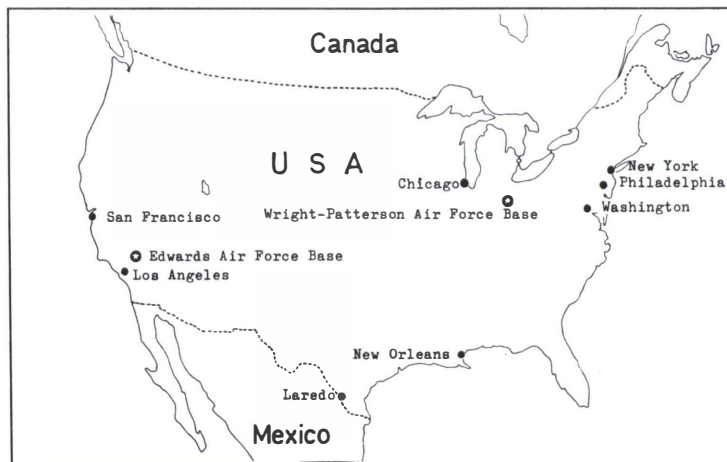 Canada
USA
Chicago
New York
Philadelphia
Wright-Patterson Air Force Base
Washington
San Francisco
Edwards Air Force Base
Los Angeles
New Orleans
Laredo
Mexico